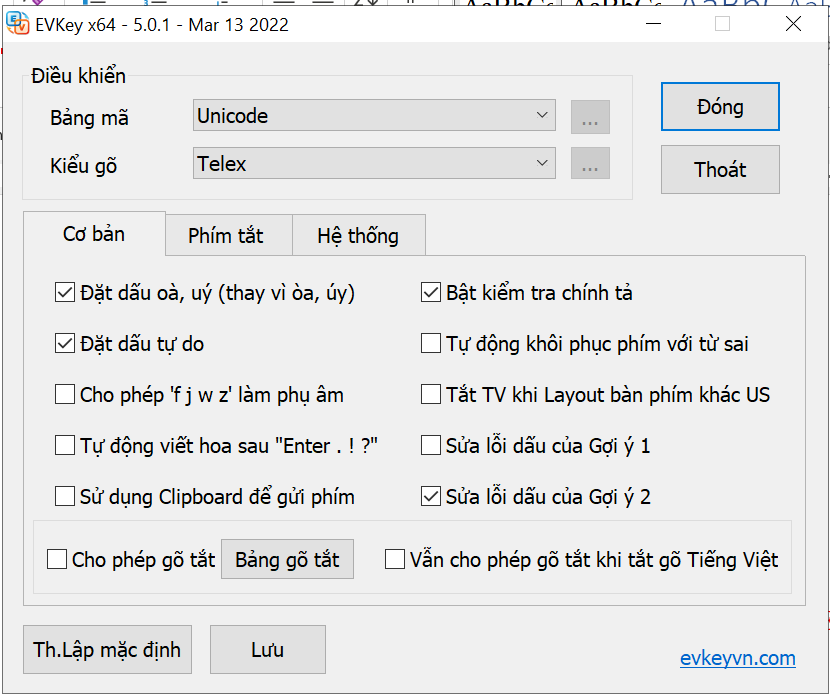 EVKey x64 - 5.0.1 - Mar 13 2022
Điều khiển
Bảng mã
Unicode
...
Đóng
Kiểu gõ
Telex
...
Thoát
Cơ bản
Phím tắt
Hệ thống
Đặt dấu oà, uý (thay vì òa, úy)
Bật kiểm tra chính tả
Đặt dấu tự do
Tự động khôi phục phím với từ sai
Cho phép 'f j w z' làm phụ âm
Tắt TV khi Layout bàn phím khác US
Tự động viết hoa sau "Enter . ! ?"
Sửa lỗi dấu của Gợi ý 1
Sử dụng Clipboard để gửi phím
Sửa lỗi dấu của Gợi ý 2
Cho phép gõ tắt
Bảng gõ tắt
Vẫn cho phép gõ tắt khi tắt gõ Tiếng Việt
Th.Lập mặc định
Lưu
evkeyvn.com